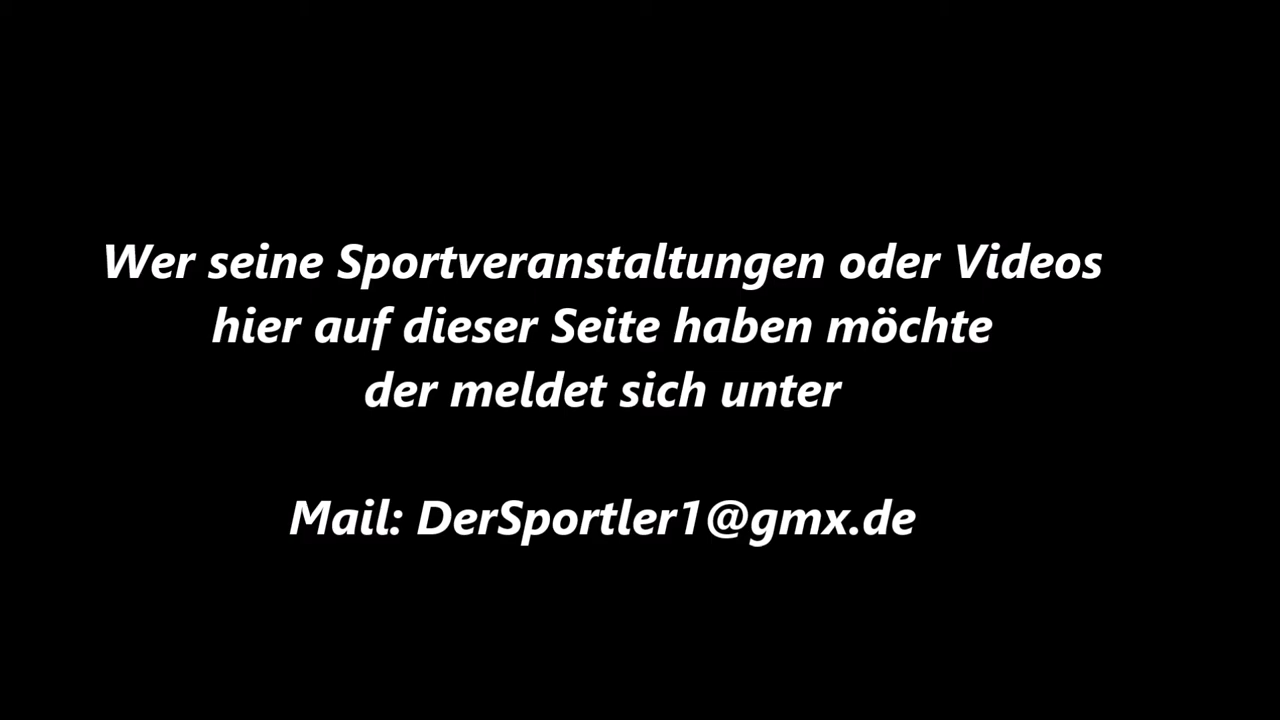 Wer seine Sportveranstaltungen oder Videos
hier auf dieser Seite haben möchte
der meldet sich unter
Mail: DerSportler1@gmx.de